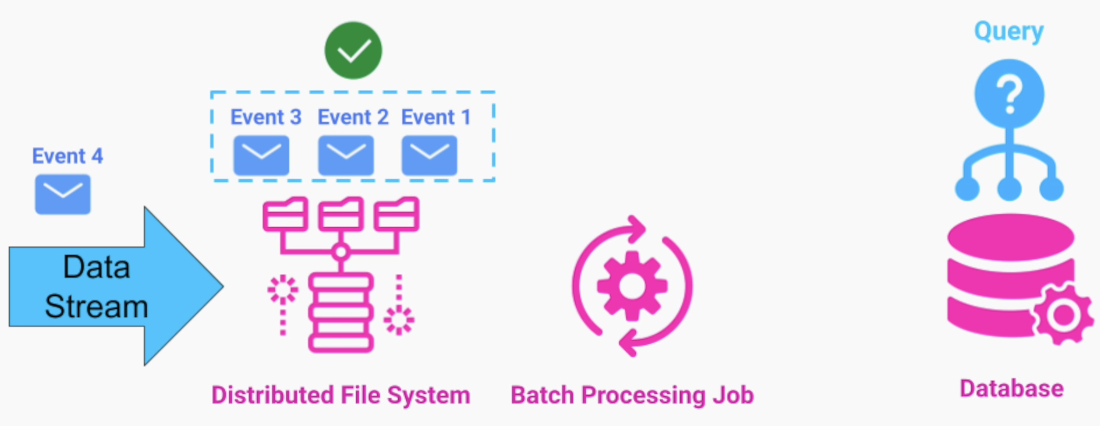 Query
Event 3 Event 2 Event 1
Event 4
Data
Stream
Distributed File System
Batch Processing Job
Database